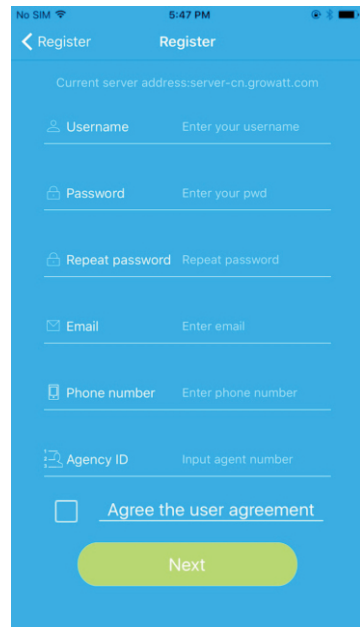 No SIM 5:47 PM
Register Register
Current server address:server-cn.growatt.com
Username Enter your username
Password Enter your pwd
Repeat password Repeat password
Email Enter email
Phone number Enter phone number
Agency ID Input agent number
Agree the user agreement
Next